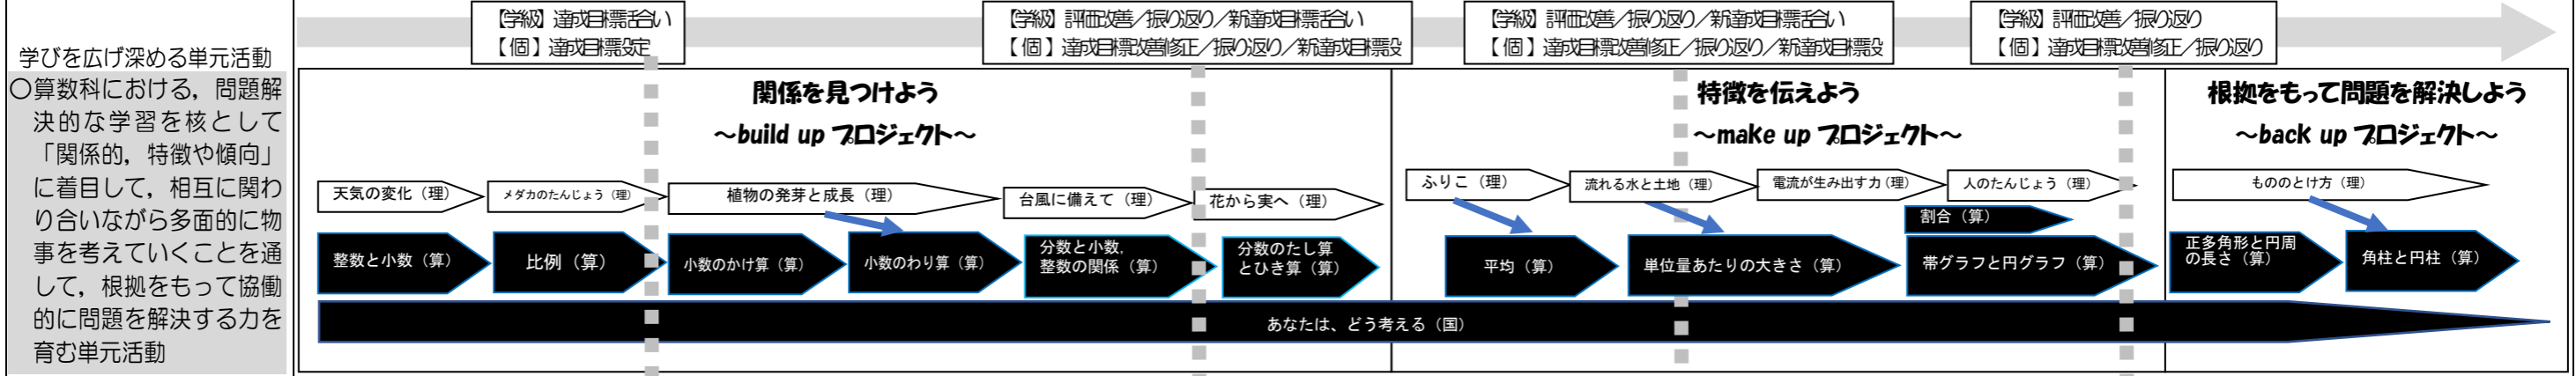 【学級】達成目標話合い
【個】達成目標設定
【学級】評価改善／振り返り／新達成目標話合い
【個】達成目標改善修正／振り返り／新達成目標設
【学級】評価改善／振り返り／新達成目標話合い
【個】達成目標改善修正／振り返り／新達成目標設
【学級】評価改善／振り返り
【個】達成目標改善修正／振り返り
学びを広げ深める単元活動
〇算数科における，問題解
決的な学習を核として
「関係的，特徴や傾向」
に着目して，相互に関わ
り合いながら多面的に物
事を考えていくことを通
して，根拠をもって協働
的に問題を解決する力を
育む単元活動
関係を見つけよう
～build up プロジェクト～
天気の変化（理）
メダカのたんじょう（理）
植物の発芽と成長（理）
台風に備えて（理）
花から実へ（理）
整数と小数（算）
比例（算）
小数のかけ算（算）
小数のわり算（算）
分数と小数，
整数の関係（算）
分数のたし算
とひき算（算）
特徴を伝えよう
～make up プロジェクト～
ふりこ（理）
流れる水と土地（理）
電流が生み出す力（理）
人のたんじょう（理）
割合（算）
平均（算）
単位量あたりの大きさ（算）
帯グラフと円グラフ（算）
根拠をもって問題を解決しよう
～back up プロジェクト～
もののとけ方（理）
正多角形と円周
の長さ（算）
角柱と円柱（算）
あなたは、どう考える（国）